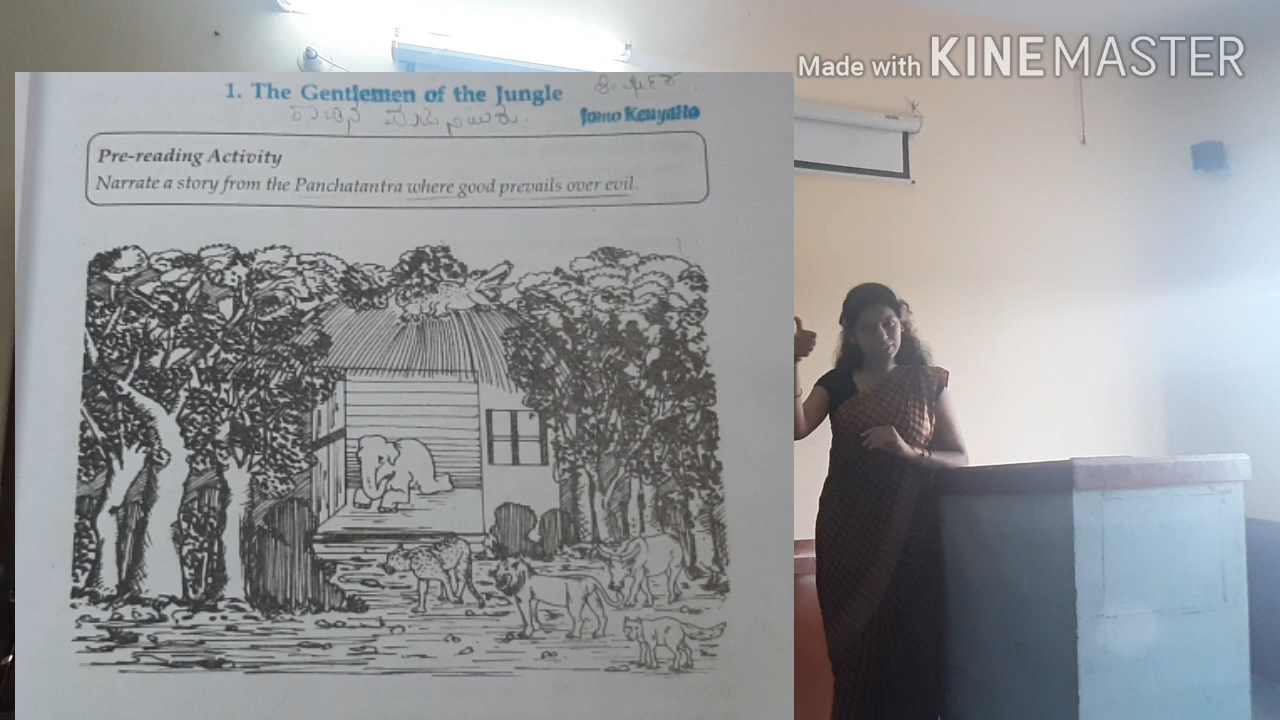 Made with KINEMASTER
1. The Gentlemen of the Jungle
Jomo Kenyatta
Pre-reading Activity
Narrate a story from the Panchatantra where good prevails over evil.